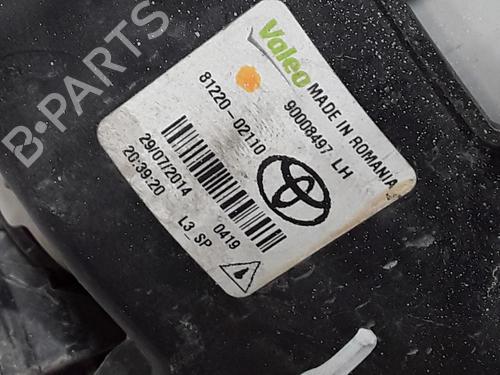 B-PARTS
Valeo
MADE IN ROMANIA
90008497 LH
81220-02110
29/07/2014 0419
20:39:20 L3_SP